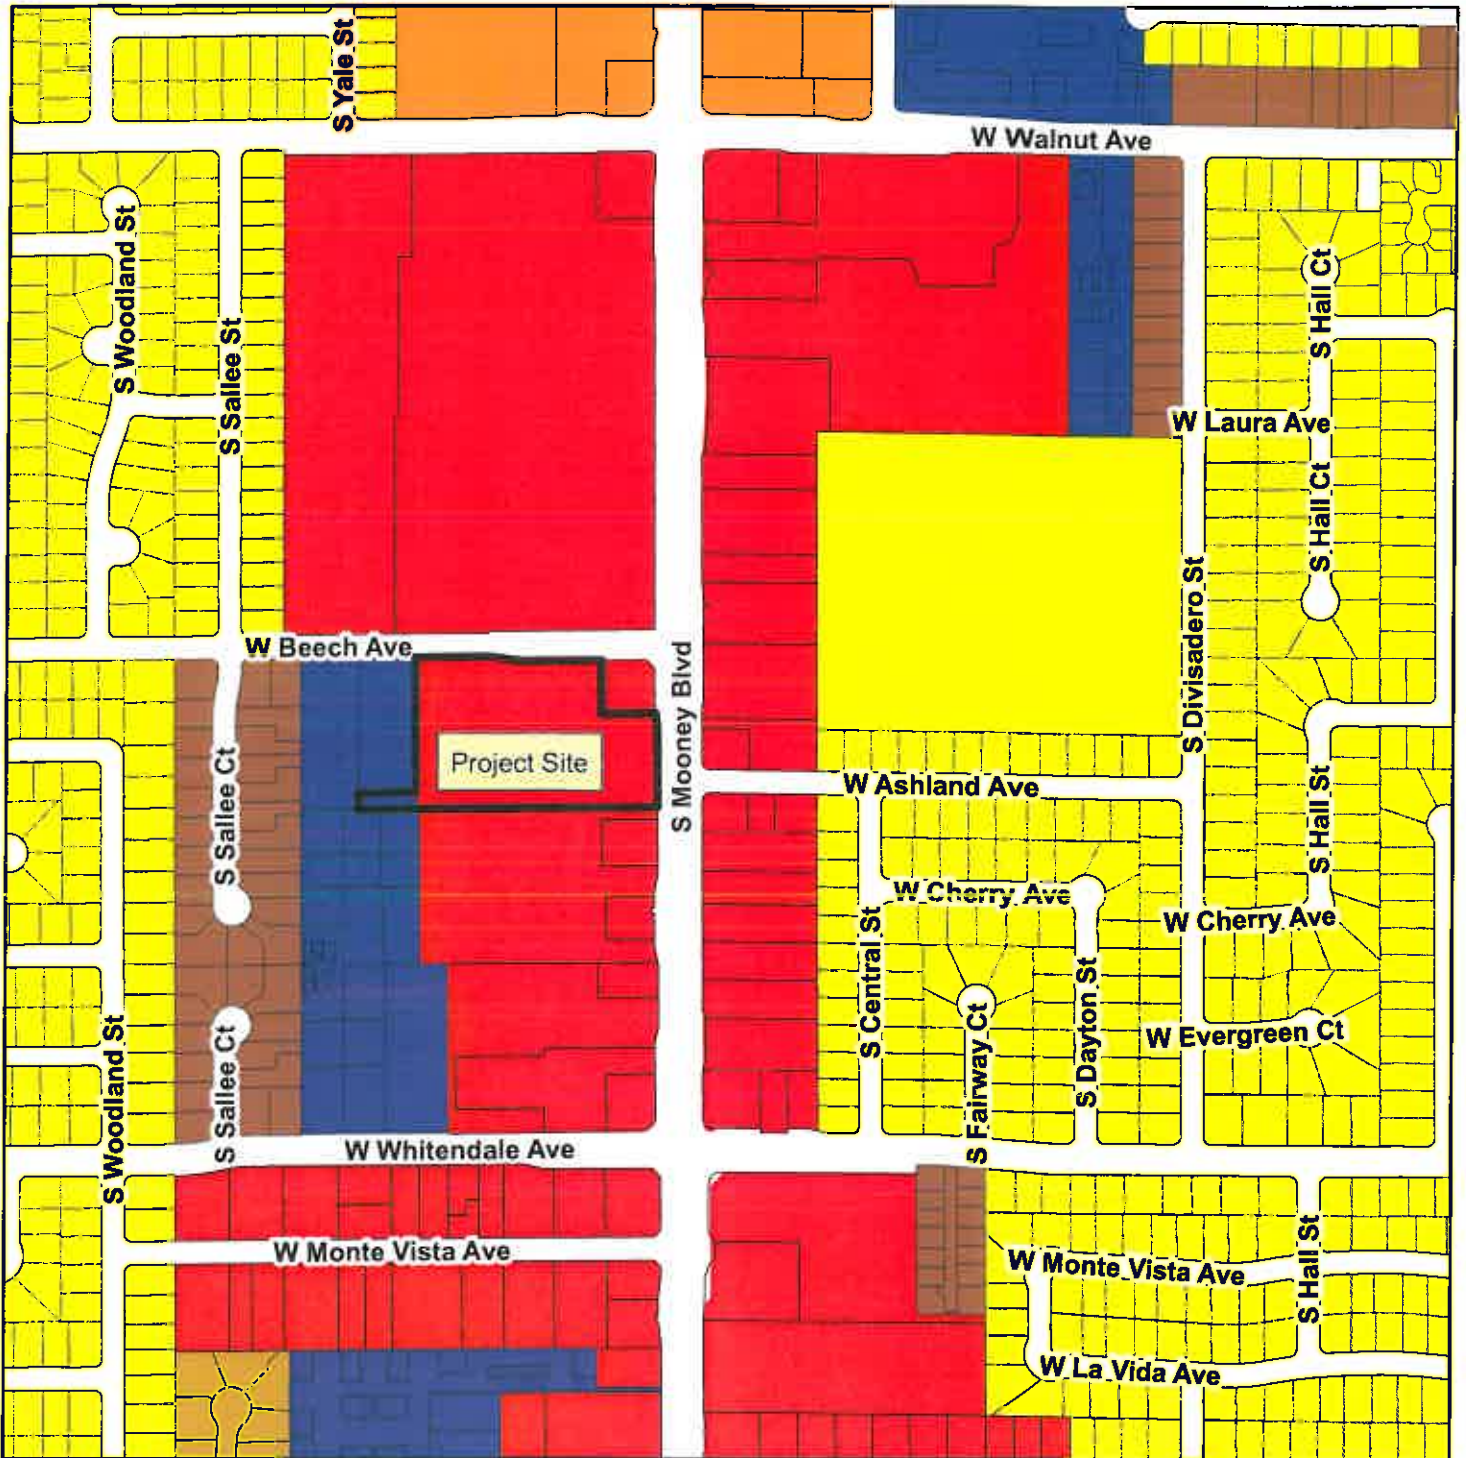 S Yale St
W Walnut Ave
S Woodland St
S Sallee St
S Hall Ct
W Laura Ave
S Hall Ct
S Divisadero St
W Beech Ave
S Mooney Blvd
Project Site
S Sallee Ct
W Ashland Ave
S Hall St
W Cherry Ave
W Cherry Ave
S Central St
S Dayton St
S Fairway Ct
W Evergreen Ct
S Woodland St
S Sallee Ct
W Whitendale Ave
W Monte Vista Ave
W Monte Vista Ave
S Hall St
W La Vida Ave